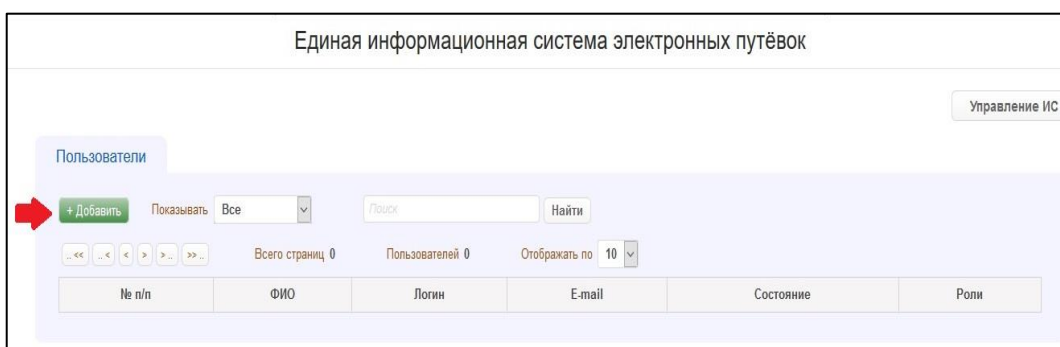 Единая информационная система электронных путёвок
Управление ИС
Пользователи
+ Добавить Показывать Все Поиск Найти
.. << .. < < > > .. >> .. Всего страниц 0 Пользователей 0 Отображать по 10
№ п/п ФИО Логин E-mail Состояние Роли